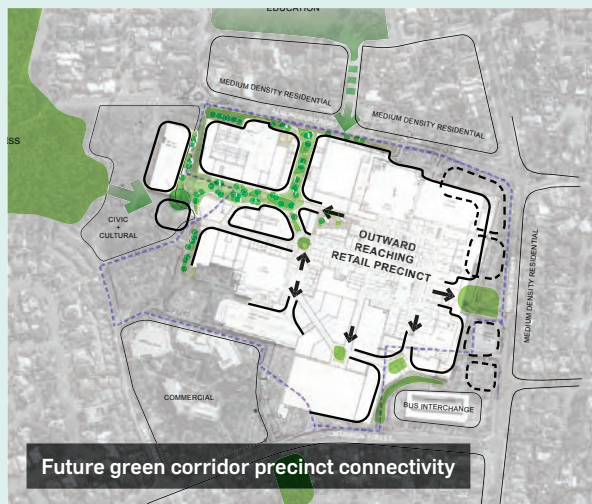 EDUCATION
MEDIUM DENSITY RESIDENTIAL
MEDIUM DENSITY RESIDENTIAL
ESS
CIVIC
+
CULTURAL
OUTWARD
REACHING
RETAIL PRECINCT
MEDIUM DENSITY RESIDENTIAL
COMMERCIAL
BUS INTERCHANGE
Future green corridor precinct connectivity